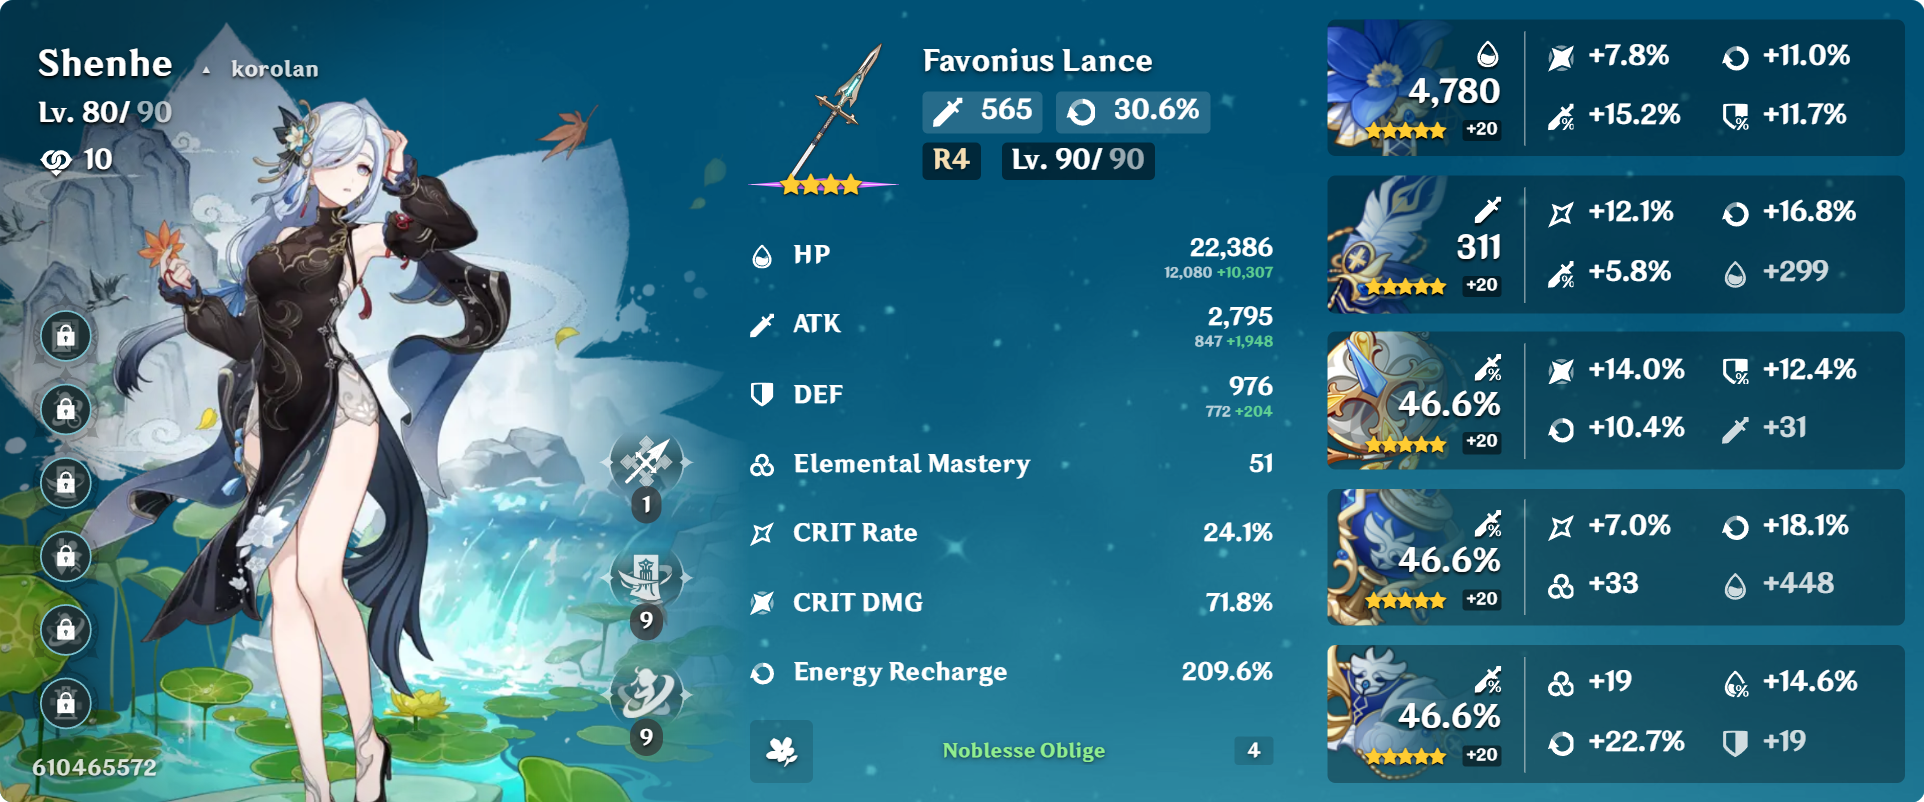 Shenhe ▲ korolan
Lv. 80/ 90
10
1
9
9
610465572
Favonius Lance
565 30.6%
R4 Lv. 90/ 90
HP 22,386
12,080 +10,307
ATK 2,795
847 +1,948
DEF 976
772 +204
Elemental Mastery 51
CRIT Rate 24.1%
CRIT DMG 71.8%
Energy Recharge 209.6%
Noblesse Oblige 4
+7.8% +11.0%
4,780
+15.2% +11.7%
+20
+12.1% +16.8%
311
+5.8% +299
+20
+14.0% +12.4%
46.6%
+10.4% +31
+20
+7.0% +18.1%
46.6%
+33 +448
+20
+19 +14.6%
46.6%
+22.7% +19
+20